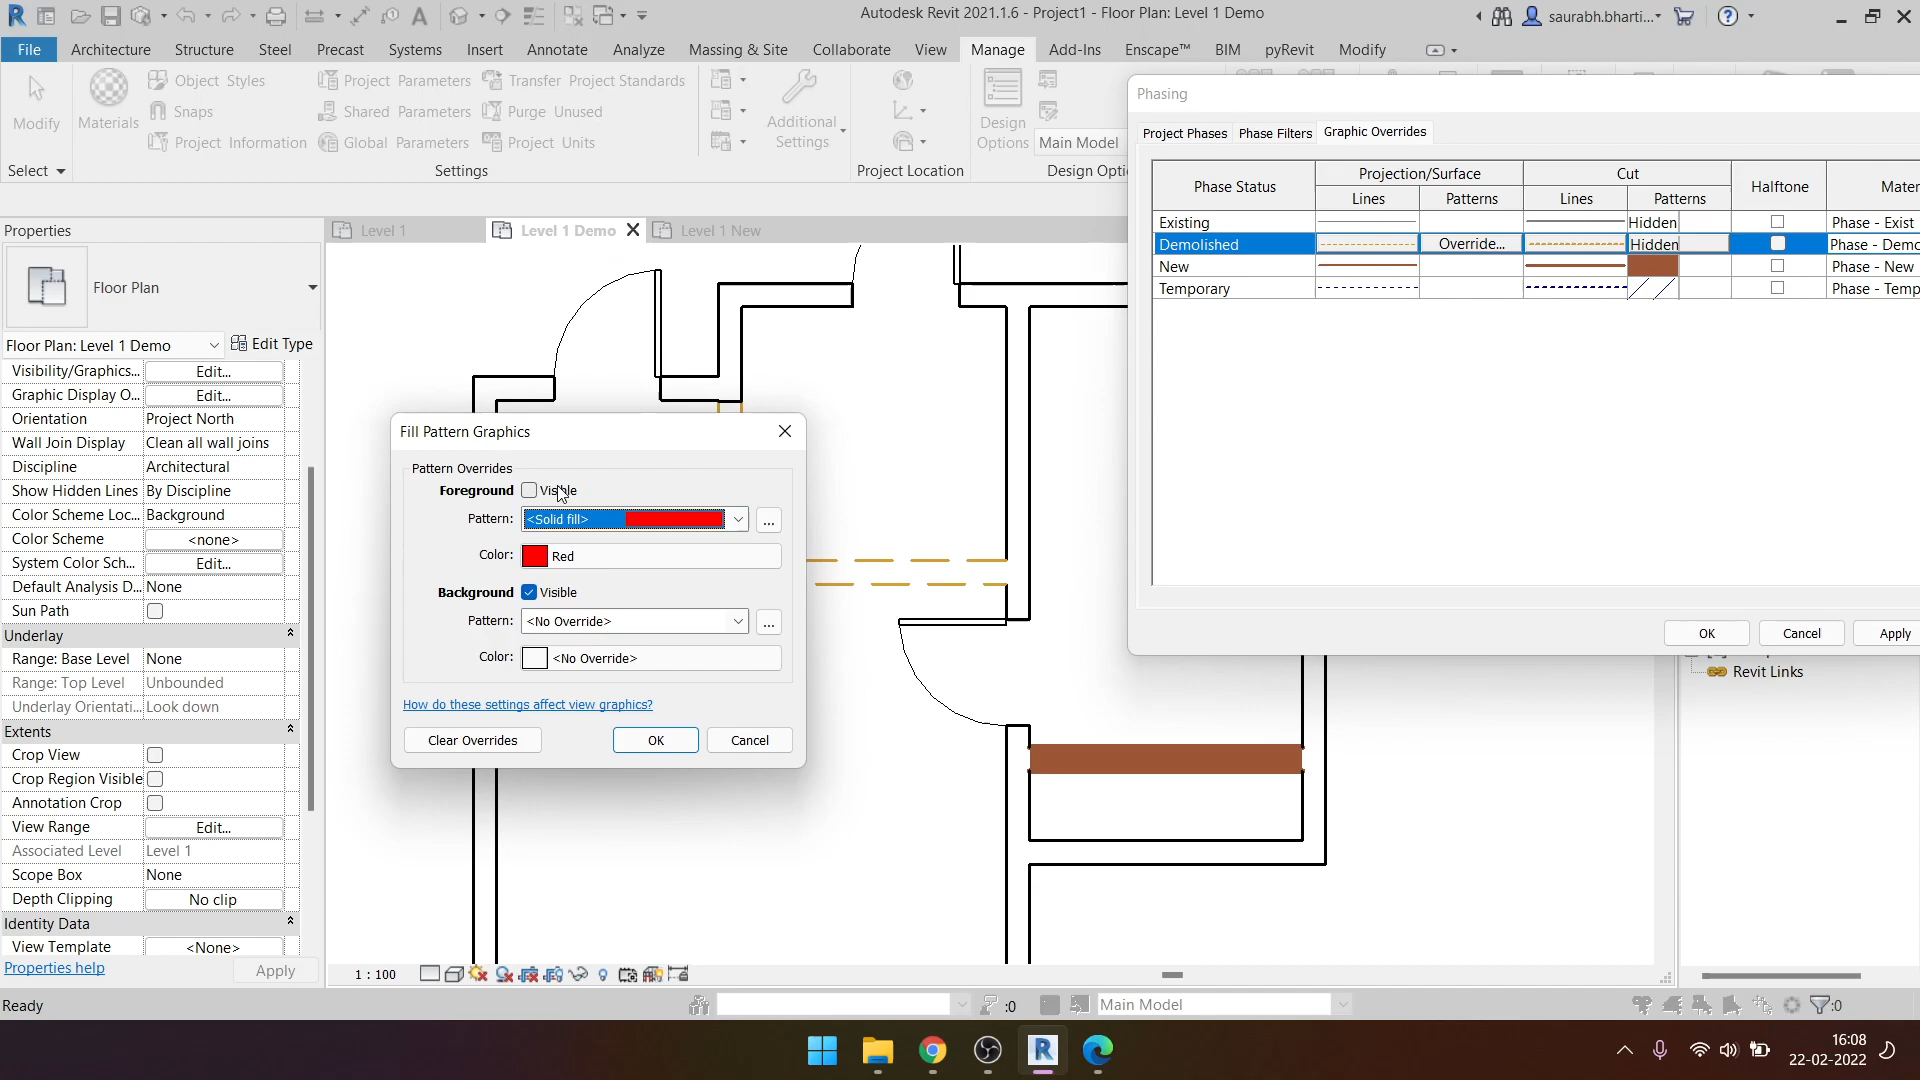 Autodesk Revit 2021.1.6 - Project1 - Floor Plan: Level 1 Demo
saurabh.bharti...
File Architecture Structure Steel Precast Systems Insert Annotate Analyze Massing & Site Collaborate View Manage Add-Ins Enscape™ BIM pyRevit Modify
Modify
Materials
Object Styles
Snaps
Project Information
Project Parameters
Shared Parameters
Global Parameters
Transfer Project Standards
Purge Unused
Project Units
Additional
Settings
Design
Options
Main Model
Select
Settings
Project Location
Design Opti
Phasing
Project Phases Phase Filters Graphic Overrides
Phase Status Projection/Surface Cut Halftone Mater
Lines Patterns Lines Patterns
Existing Hidden Phase - Exist
Demolished Override... Hidden Phase - Demo
New Phase - New
Temporary Phase - Temp
OK Cancel Apply
Revit Links
Properties
Level 1 Level 1 Demo Level 1 New
Floor Plan
Floor Plan: Level 1 Demo Edit Type
Visibility/Graphics... Edit...
Graphic Display O... Edit...
Orientation Project North
Wall Join Display Clean all wall joins
Discipline Architectural
Show Hidden Lines By Discipline
Color Scheme Loc... Background
Color Scheme <none>
System Color Sch... Edit...
Default Analysis D... None
Sun Path
Underlay
Range: Base Level None
Range: Top Level Unbounded
Underlay Orientati... Look down
Extents
Crop View
Crop Region Visible
Annotation Crop
View Range Edit...
Associated Level Level 1
Scope Box None
Depth Clipping No clip
Identity Data
View Template <None>
Properties help Apply
Fill Pattern Graphics
Pattern Overrides
Foreground Visible
Pattern: <Solid fill> ...
Color: Red
Background Visible
Pattern: <No Override> ...
Color: <No Override>
How do these settings affect view graphics?
Clear Overrides OK Cancel
1 : 100
Ready :0 Main Model :0
16:08
22-02-2022